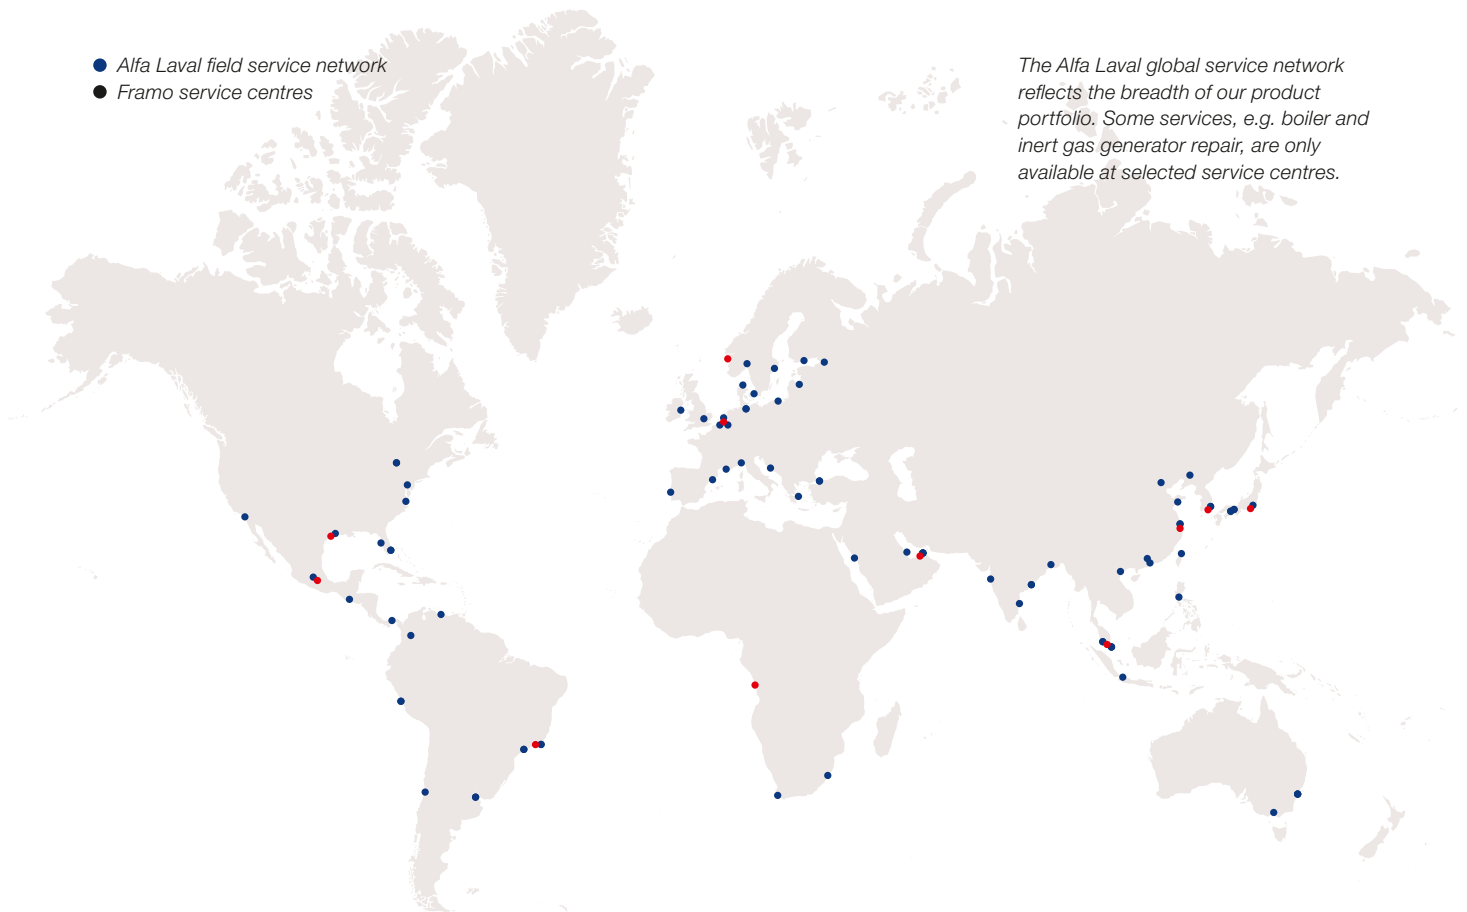 Alfa Laval field service network
Framo service centres
The Alfa Laval global service network
reflects the breadth of our product
portfolio. Some services, e.g. boiler and
inert gas generator repair, are only
available at selected service centres.